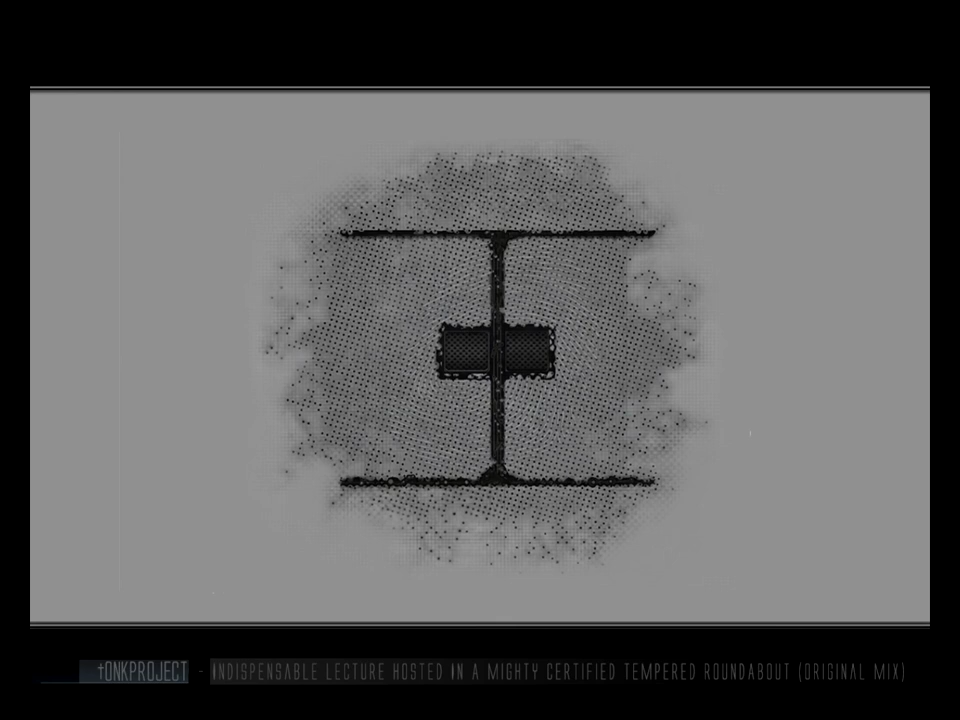 †ONKPROJECT - INDISPENSABLE LECTURE HOSTED IN A MIGHTY CERTIFIED TEMPERED ROUNDABOUT (ORIGINAL MIX)